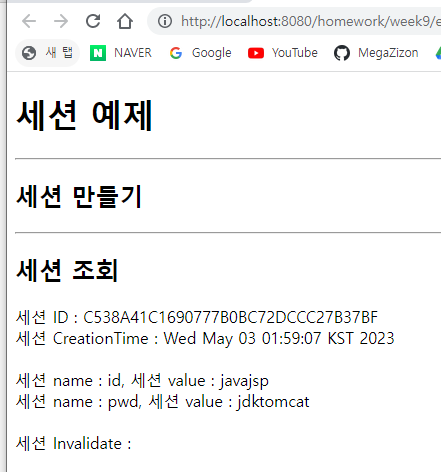 http://localhost:8080/homework/week9/e
새 탭 NAVER Google YouTube MegaZizon
세션 예제
세션 만들기
세션 조회
세션 ID : C538A41C1690777B0BC72DCCC27B37BF
세션 CreationTime : Wed May 03 01:59:07 KST 2023
세션 name : id, 세션 value : javajsp
세션 name : pwd, 세션 value : jdktomcat
세션 Invalidate :